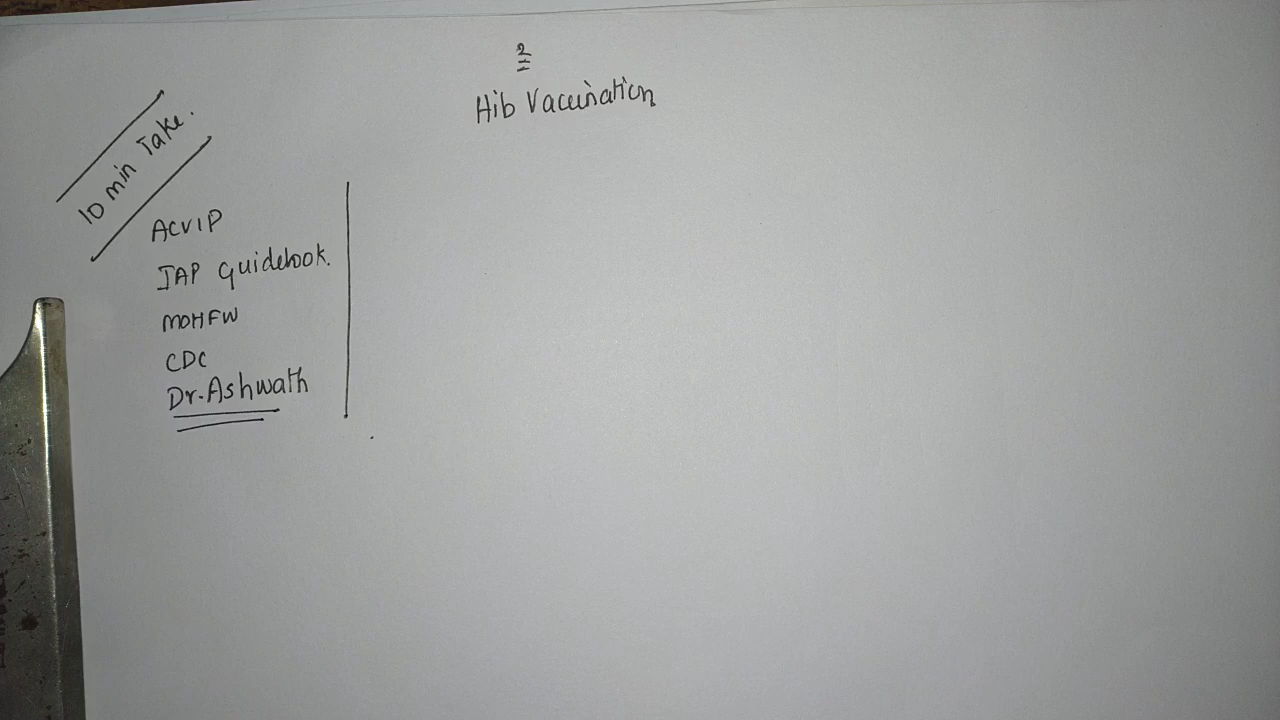 2
Hib Vaccination
10 min Take.
ACVIP
IAP guidebook.
MOHFW
CDC
Dr. Ashwath